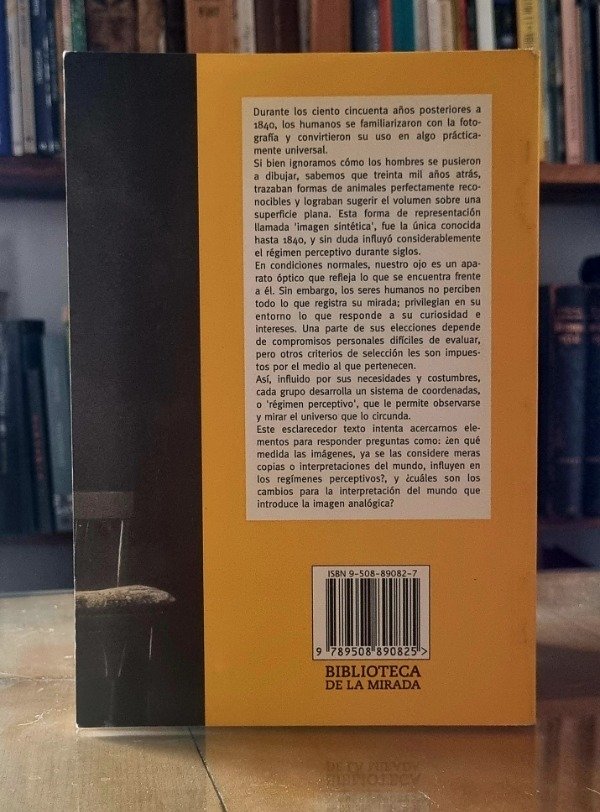 Durante los ciento cincuenta años posteriores a
1840, los humanos se familiarizaron con la foto-
grafía y convirtieron su uso en algo práctica-
mente universal.
Si bien ignoramos cómo los hombres se pusieron
a dibujar, sabemos que treinta mil años atrás,
trazaban formas de animales perfectamente reco-
nocibles y lograban sugerir el volumen sobre una
superficie plana. Esta forma de representación
llamada 'imagen sintética', fue la única conocida
hasta 1840, y sin duda influyó considerablemente
el régimen perceptivo durante siglos.
En condiciones normales, nuestro ojo es un apa-
rato óptico que refleja lo que se encuentra frente
a él. Sin embargo, los seres humanos no perciben
todo lo que registra su mirada; privilegian en su
entorno lo que responde a su curiosidad e
intereses. Una parte de sus elecciones depende
de compromisos personales difíciles de evaluar,
pero otros criterios de selección les son impues-
tos por el medio al que pertenecen.
Así, influido por sus necesidades y costumbres,
cada grupo desarrolla un sistema de coordenadas,
o 'régimen perceptivo', que le permite observarse
y mirar el universo que lo circunda.
Este esclarecedor texto intenta acercarnos ele-
mentos para responder preguntas como: ¿en qué
medida las imágenes, ya se las considere meras
copias o interpretaciones del mundo, influyen en
los regímenes perceptivos?, y ¿cuáles son los
cambios para la interpretación del mundo que
introduce la imagen analógica?
ISBN 9-508-89082-7
9 789508 890825
BIBLIOTECA
DE LA MIRADA